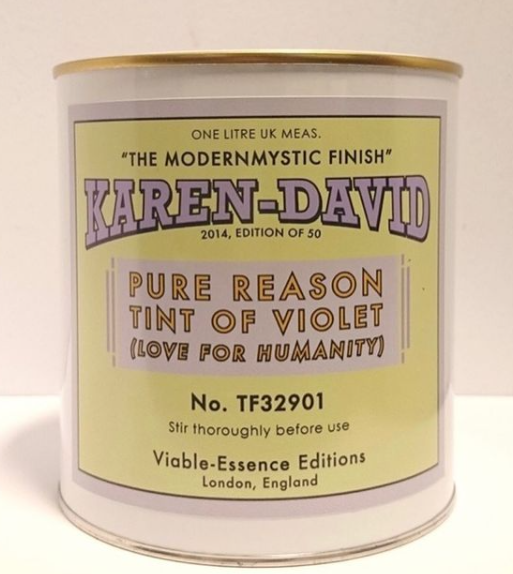 ONE LITRE UK MEAS.
"THE MODERNMYSTIC FINISH"
KAREN-DAVID
2014, EDITION OF 50
PURE REASON
TINT OF VIOLET
(LOVE FOR HUMANITY)
No. TF32901
Stir thoroughly before use
Viable-Essence Editions
London, England